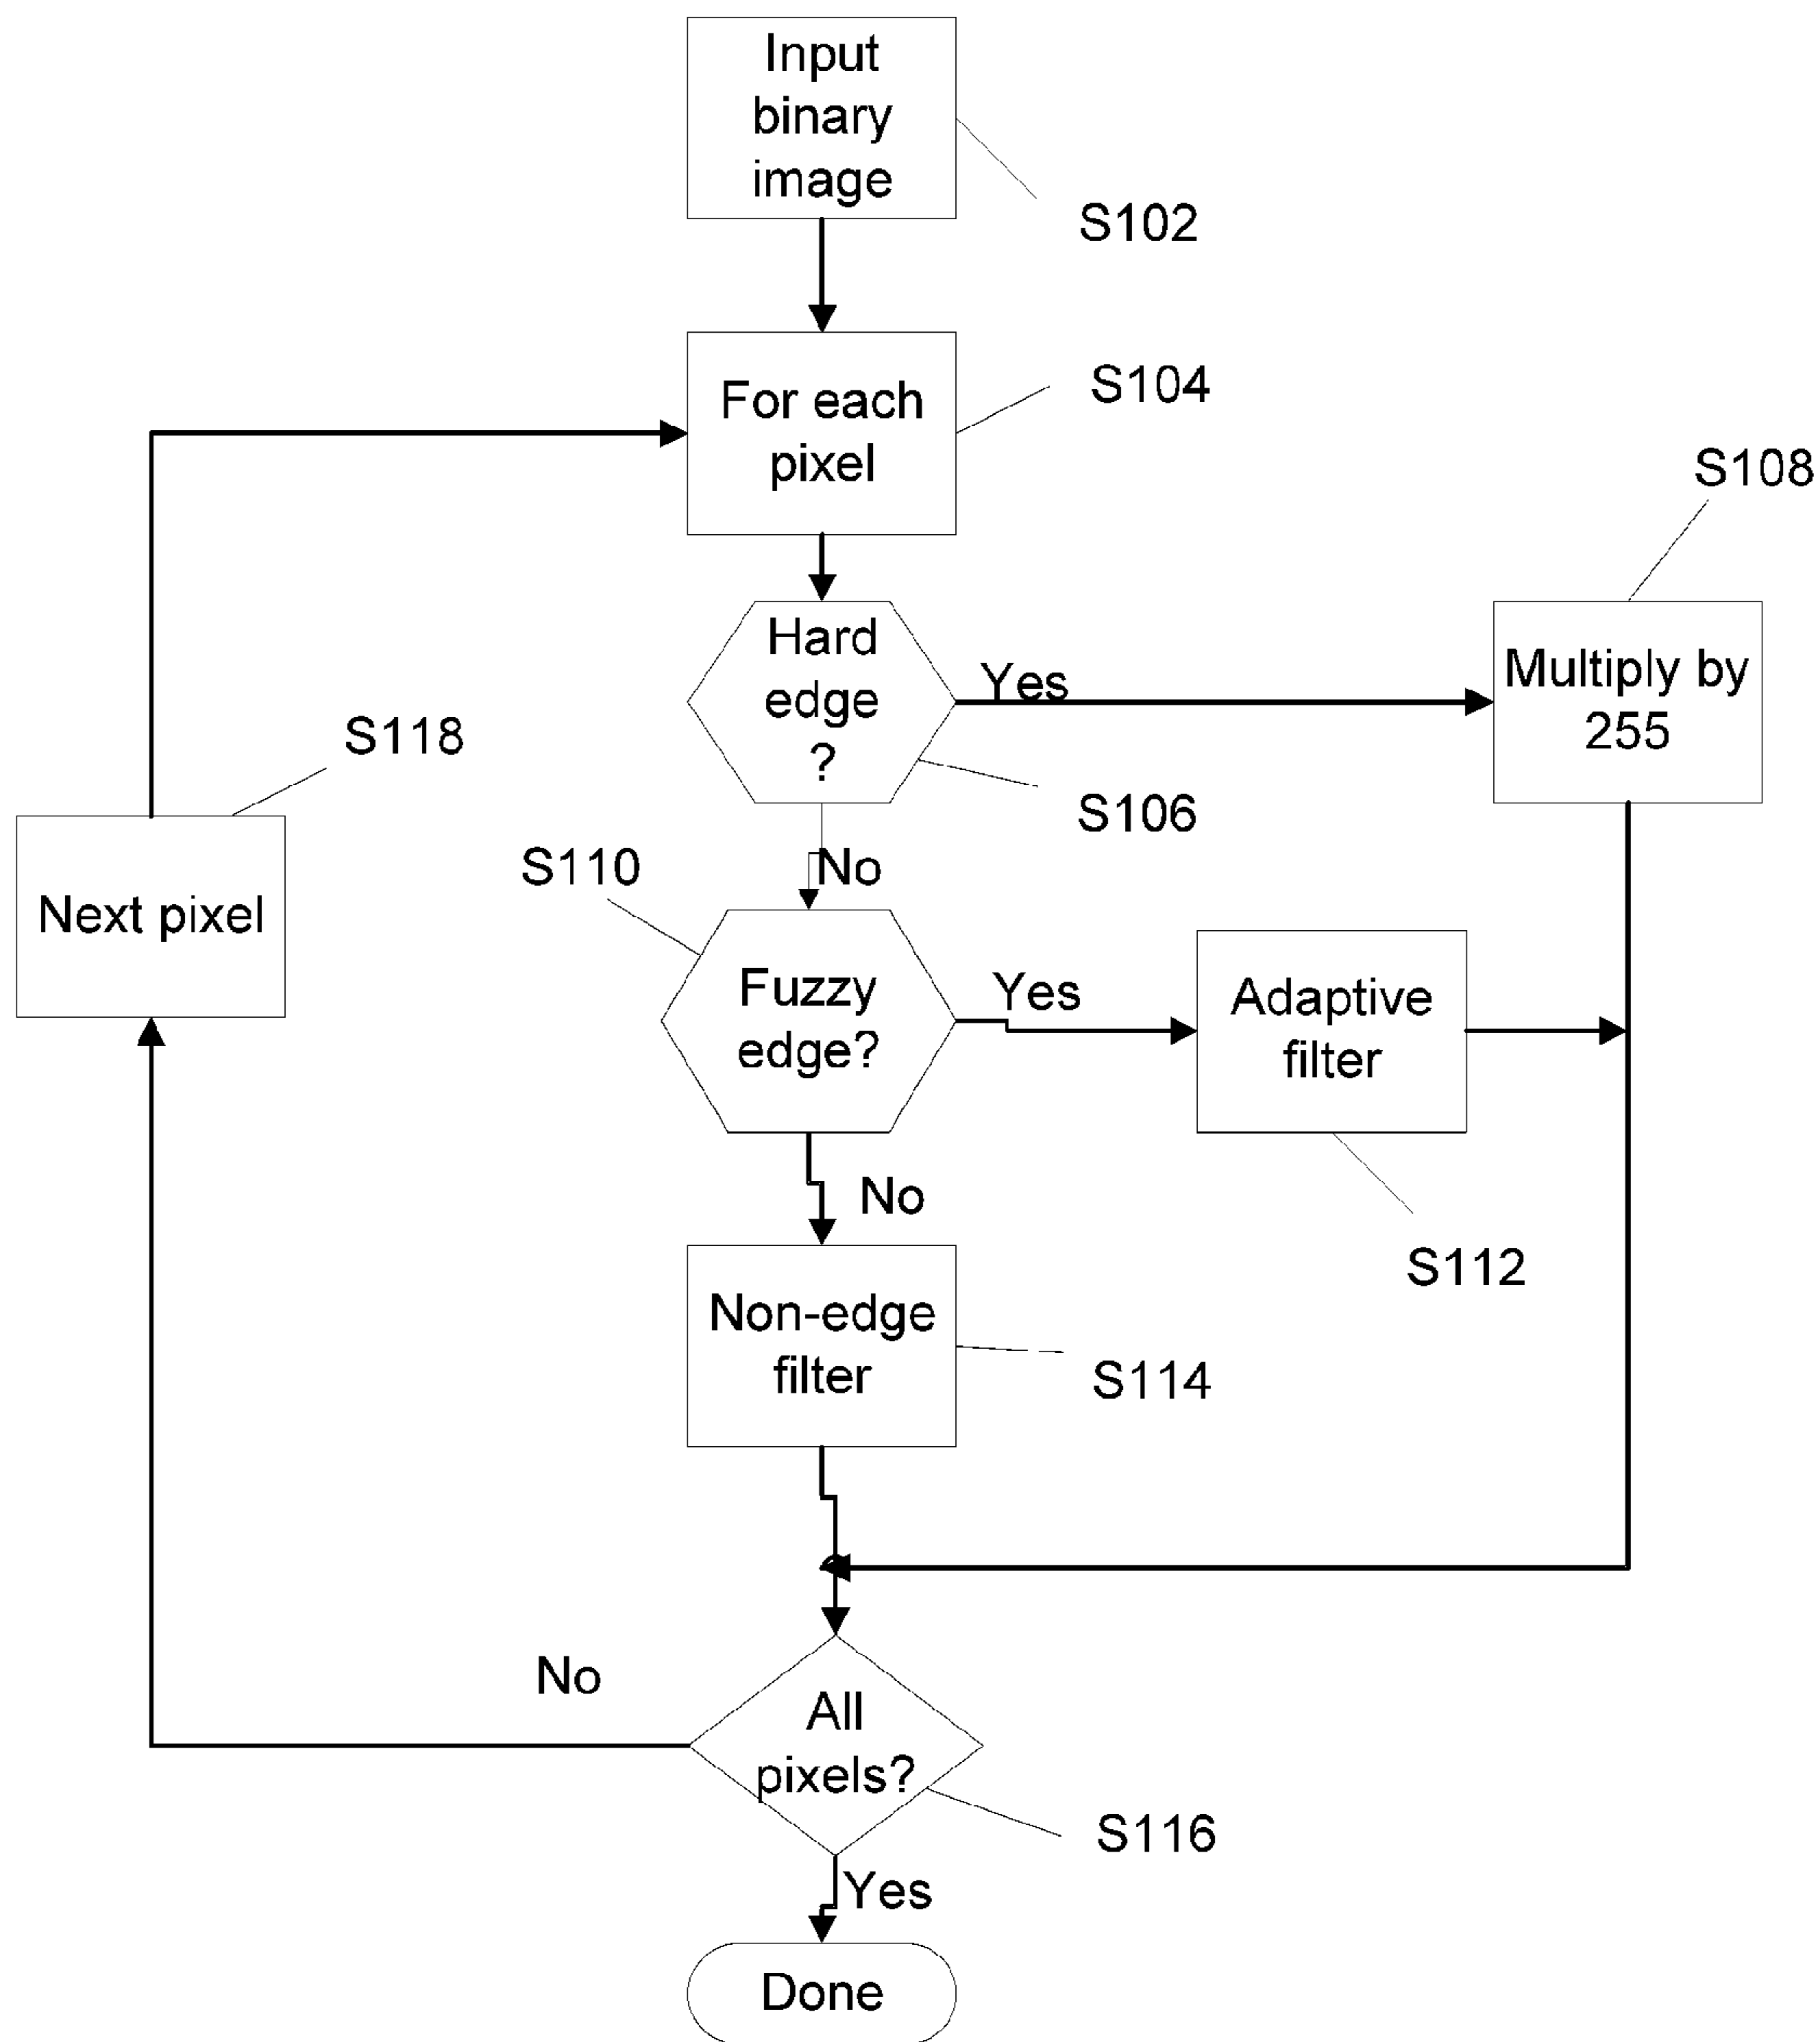 Input
binary
image
S102
For each
pixel
S104
S108
Hard
edge
?
Yes
Multiply by
255
S106
S118
No
S110
Next pixel
Fuzzy
edge?
Yes
Adaptive
filter
No
S112
Non-edge
filter
S114
No
All
pixels?
S116
Yes
Done